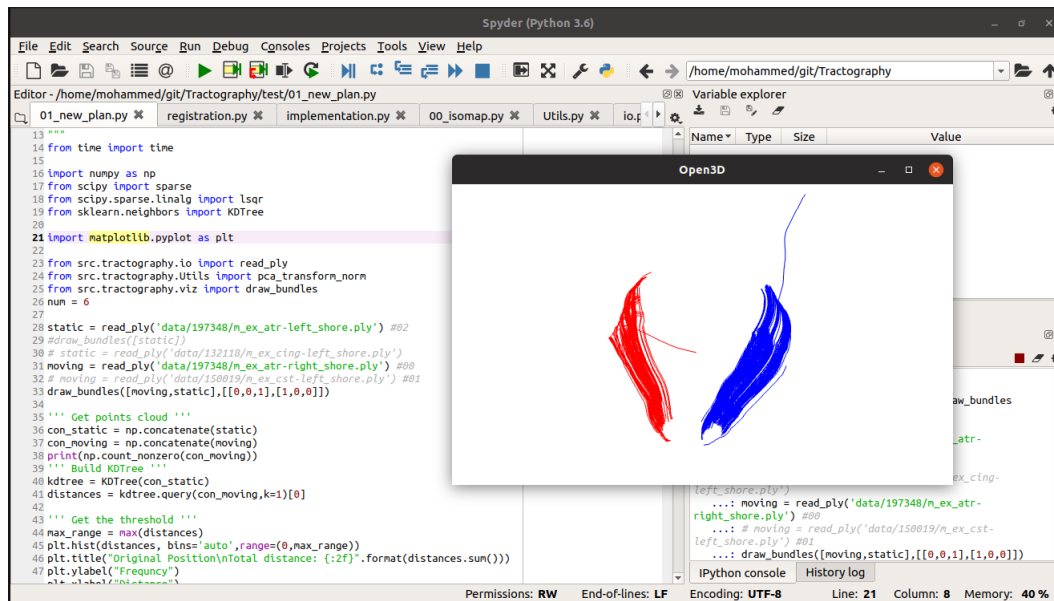 Spyder (Python 3.6)
File Edit Search Source Run Debug Consoles Projects Tools View Help
/home/mohammed/git/Tractography
Editor - /home/mohammed/git/Tractography/test/01_new_plan.py
01_new_plan.py registration.py implementation.py 00_isomap.py Utils.py io.p
13 """
14 from time import time
15
16 import numpy as np
17 from scipy import sparse
18 from scipy.sparse.linalg import lsqr
19 from sklearn.neighbors import KDTree
20
21 import matplotlib.pyplot as plt
22
23 from src.tractography.io import read_ply
24 from src.tractography.Utils import pca_transform_norm
25 from src.tractography.viz import draw_bundles
26 num = 6
27
28 static = read_ply('data/197348/m_ex_atr-left_shore.ply') #02
29 #draw_bundles([static])
30 # static = read_ply('data/132118/m_ex_cing-left_shore.ply')
31 moving = read_ply('data/197348/m_ex_atr-right_shore.ply') #00
32 # moving = read_ply('data/150019/m_ex_cst-left_shore.ply') #01
33 draw_bundles([moving,static],[[0,0,1],[1,0,0]])
34
35 ''' Get points cloud '''
36 con_static = np.concatenate(static)
37 con_moving = np.concatenate(moving)
38 print(np.count_nonzero(con_moving))
39 ''' Build KDTree '''
40 kdtree = KDTree(con_static)
41 distances = kdtree.query(con_moving,k=1)[0]
42
43 ''' Get the threshold '''
44 max_range = max(distances)
45 plt.hist(distances, bins='auto',range=(0,max_range))
46 plt.title("Original Position\nTotal distance: {:2f}".format(distances.sum()))
47 plt.ylabel("Frequncy")
plt.xlabel("Distance")
Variable explorer
Name Type Size Value
Open3D
aw_bundles
_atr-
ex_cing-
left_shore.ply')
...: moving = read_ply('data/197348/m_ex_atr-
right_shore.ply') #00
...: # moving = read_ply('data/150019/m_ex_cst-
left_shore.ply') #01
...: draw_bundles([moving,static],[[0,0,1],[1,0,0]])
IPython console History log
Permissions: RW End-of-lines: LF Encoding: UTF-8 Line: 21 Column: 8 Memory: 40 %